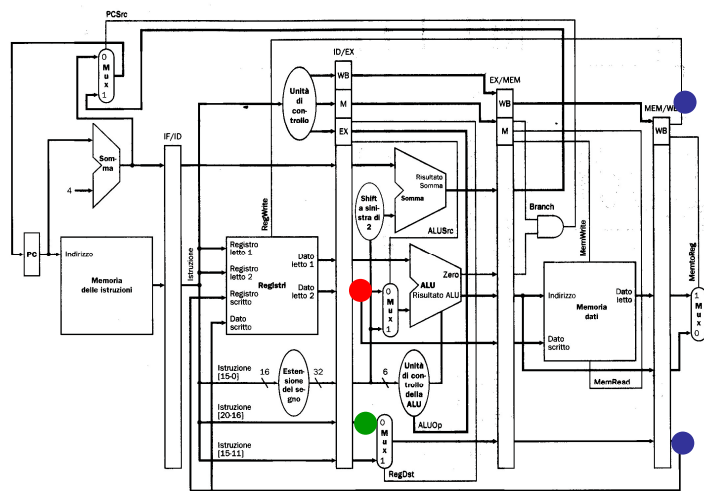 PCSrc
0
M
u
x
1
ID/EX
WB
M
EX
Unità
di
controllo
EX/MEM
WB
M
MEM/WB
WB
IF/ID
Som-
ma
4
PC
Indirizzo
Memoria
delle istruzioni
Istruzione
RegWrite
Registro
letto 1
Registro
letto 2
Registro
scritto
Dato
scritto
Registri
Dato
letto 1
Dato
letto 2
Shift
a sini-
stra di
2
Risultato
Somma
Somma
ALUSrc
Branch
Zero
ALU
Risultato ALU
0
M
u
x
1
MemWrite
Indirizzo
Dato
letto
Memoria
dati
Dato
scritto
MemRead
MemtoReg
1
M
u
x
0
Istruzione
[15-0]
16
Esten-
sione
del se-
gno
32
6
Unità
di con-
trollo
della
ALU
ALUOp
Istruzione
[20-16]
Istruzione
[15-11]
0
M
u
x
1
RegDst